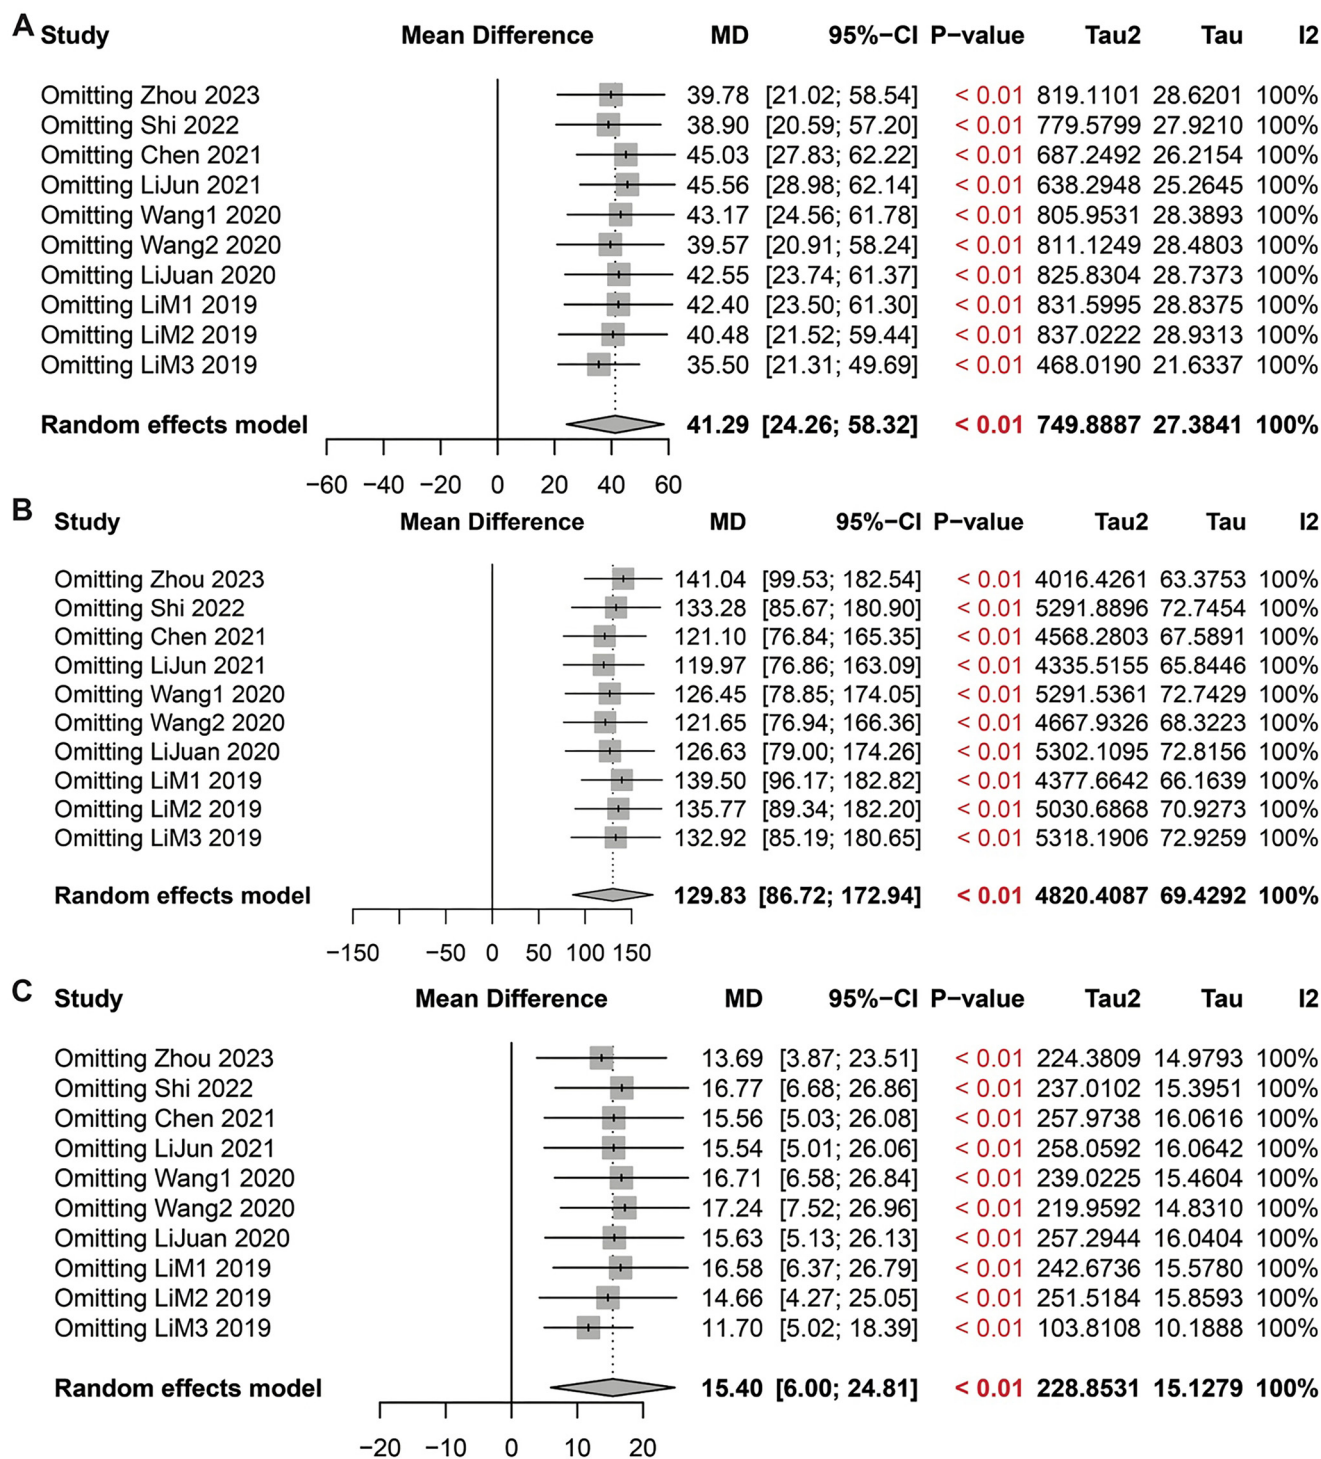 A Study Mean Difference MD 95%−CI P−value Tau2 Tau I2
Omitting Zhou 2023 39.78 [21.02; 58.54] < 0.01 819.1101 28.6201 100%
Omitting Shi 2022 38.90 [20.59; 57.20] < 0.01 779.5799 27.9210 100%
Omitting Chen 2021 45.03 [27.83; 62.22] < 0.01 687.2492 26.2154 100%
Omitting LiJun 2021 45.56 [28.98; 62.14] < 0.01 638.2948 25.2645 100%
Omitting Wang1 2020 43.17 [24.56; 61.78] < 0.01 805.9531 28.3893 100%
Omitting Wang2 2020 39.57 [20.91; 58.24] < 0.01 811.1249 28.4803 100%
Omitting LiJuan 2020 42.55 [23.74; 61.37] < 0.01 825.8304 28.7373 100%
Omitting LiM1 2019 42.40 [23.50; 61.30] < 0.01 831.5995 28.8375 100%
Omitting LiM2 2019 40.48 [21.52; 59.44] < 0.01 837.0222 28.9313 100%
Omitting LiM3 2019 35.50 [21.31; 49.69] < 0.01 468.0190 21.6337 100%
Random effects model 41.29 [24.26; 58.32] < 0.01 749.8887 27.3841 100%
−60 −40 −20 0 20 40 60
B Study Mean Difference MD 95%−CI P−value Tau2 Tau I2
Omitting Zhou 2023 141.04 [99.53; 182.54] < 0.01 4016.4261 63.3753 100%
Omitting Shi 2022 133.28 [85.67; 180.90] < 0.01 5291.8896 72.7454 100%
Omitting Chen 2021 121.10 [76.84; 165.35] < 0.01 4568.2803 67.5891 100%
Omitting LiJun 2021 119.97 [76.86; 163.09] < 0.01 4335.5155 65.8446 100%
Omitting Wang1 2020 126.45 [78.85; 174.05] < 0.01 5291.5361 72.7429 100%
Omitting Wang2 2020 121.65 [76.94; 166.36] < 0.01 4667.9326 68.3223 100%
Omitting LiJuan 2020 126.63 [79.00; 174.26] < 0.01 5302.1095 72.8156 100%
Omitting LiM1 2019 139.50 [96.17; 182.82] < 0.01 4377.6642 66.1639 100%
Omitting LiM2 2019 135.77 [89.34; 182.20] < 0.01 5030.6868 70.9273 100%
Omitting LiM3 2019 132.92 [85.19; 180.65] < 0.01 5318.1906 72.9259 100%
Random effects model 129.83 [86.72; 172.94] < 0.01 4820.4087 69.4292 100%
−150 −50 0 50 100 150
C Study Mean Difference MD 95%−CI P−value Tau2 Tau I2
Omitting Zhou 2023 13.69 [3.87; 23.51] < 0.01 224.3809 14.9793 100%
Omitting Shi 2022 16.77 [6.68; 26.86] < 0.01 237.0102 15.3951 100%
Omitting Chen 2021 15.56 [5.03; 26.08] < 0.01 257.9738 16.0616 100%
Omitting LiJun 2021 15.54 [5.01; 26.06] < 0.01 258.0592 16.0642 100%
Omitting Wang1 2020 16.71 [6.58; 26.84] < 0.01 239.0225 15.4604 100%
Omitting Wang2 2020 17.24 [7.52; 26.96] < 0.01 219.9592 14.8310 100%
Omitting LiJuan 2020 15.63 [5.13; 26.13] < 0.01 257.2944 16.0404 100%
Omitting LiM1 2019 16.58 [6.37; 26.79] < 0.01 242.6736 15.5780 100%
Omitting LiM2 2019 14.66 [4.27; 25.05] < 0.01 251.5184 15.8593 100%
Omitting LiM3 2019 11.70 [5.02; 18.39] < 0.01 103.8108 10.1888 100%
Random effects model 15.40 [6.00; 24.81] < 0.01 228.8531 15.1279 100%
−20 −10 0 10 20